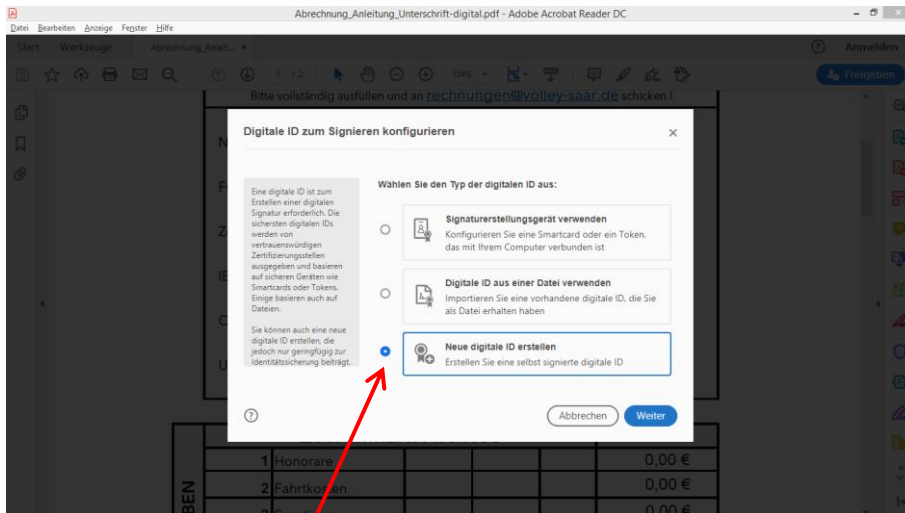 Abrechnung_Anleitung_Unterschrift-digital.pdf - Adobe Acrobat Reader DC
Datei Bearbeiten Anzeige Fenster Hilfe
Start Werkzeuge Abrechnung_Anleit... × Anmelden
1 / 2 Freigeben
Bitte vollständig ausfüllen und an rechnungen@volley-saar.de schicken !
Digitale ID zum Signieren konfigurieren
Eine digitale ID ist zum
Erstellen einer digitalen
Signatur erforderlich. Die
sichersten digitalen IDs
werden von
vertrauenswürdigen
Zertifizierungsstellen
ausgegeben und basieren
auf sicheren Geräten wie
Smartcards oder Tokens.
Einige basieren auch auf
Dateien.
Sie können auch eine neue
digitale ID erstellen, die
jedoch nur geringfügig zur
Identitätssicherung beiträgt.
Wählen Sie den Typ der digitalen ID aus:
Signaturerstellungsgerät verwenden
Konfigurieren Sie eine Smartcard oder ein Token,
das mit Ihrem Computer verbunden ist
Digitale ID aus einer Datei verwenden
Importieren Sie eine vorhandene digitale ID, die Sie
als Datei erhalten haben
Neue digitale ID erstellen
Erstellen Sie eine selbst signierte digitale ID
Abbrechen Weiter
1 Honorare 0,00 €
2 Fahrtkosten 0,00 €
0,00 €